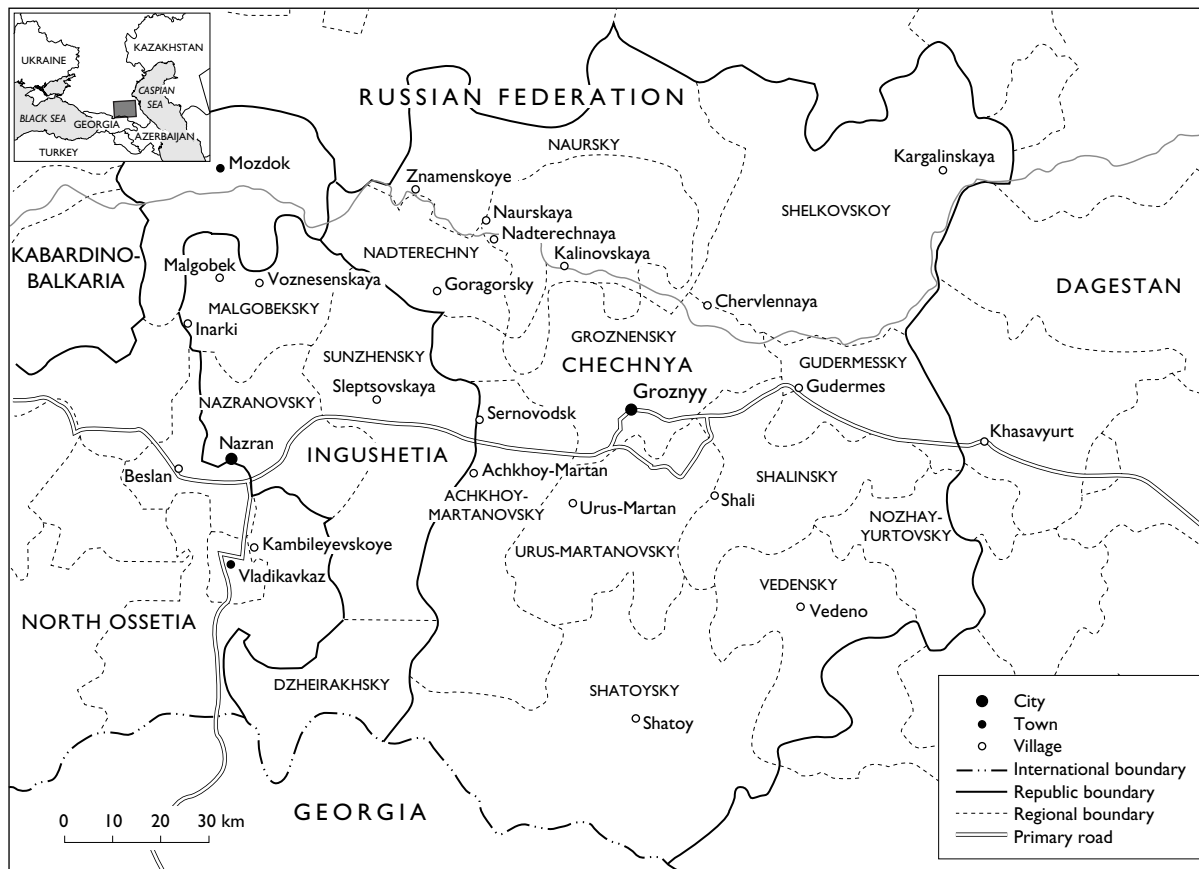 KAZAKHSTAN
UKRAINE
CASPIAN
SEA
BLACK SEA
GEORGIA
AZERBAIJAN
TURKEY
RUSSIAN FEDERATION
NAURSKY
Mozdok
Kargalinskaya
Znamenskoye
Naurskaya
SHELKOVSKOY
Nadterechnaya
KABARDINO-
BALKARIA
NADTERECHNY
Kalinovskaya
Malgobek
Voznesenskaya
Goragorsky
DAGESTAN
MALGOBEKSKY
Chervlennaya
Inarki
GROZNENSKY
SUNZHENSKY
CHECHNYA
GUDERMESSKY
Sleptsovskaya
Groznyy
Gudermes
NAZRANOVSKY
Sernovodsk
Nazran
INGUSHETIA
Khasavyurt
Beslan
Achkhoy-Martan
SHALINSKY
ACHKHOY-
MARTANOVSKY
Urus-Martan
Shali
NOZHAY-
YURTOVSKY
Kambileyevskoye
URUS-MARTANOVSKY
Vladikavkaz
VEDENSKY
Vedeno
NORTH OSSETIA
DZHEIRAKHSKY
SHATOYSKY
Shatoy
GEORGIA
0 10 20 30 km
City
Town
Village
International boundary
Republic boundary
Regional boundary
Primary road